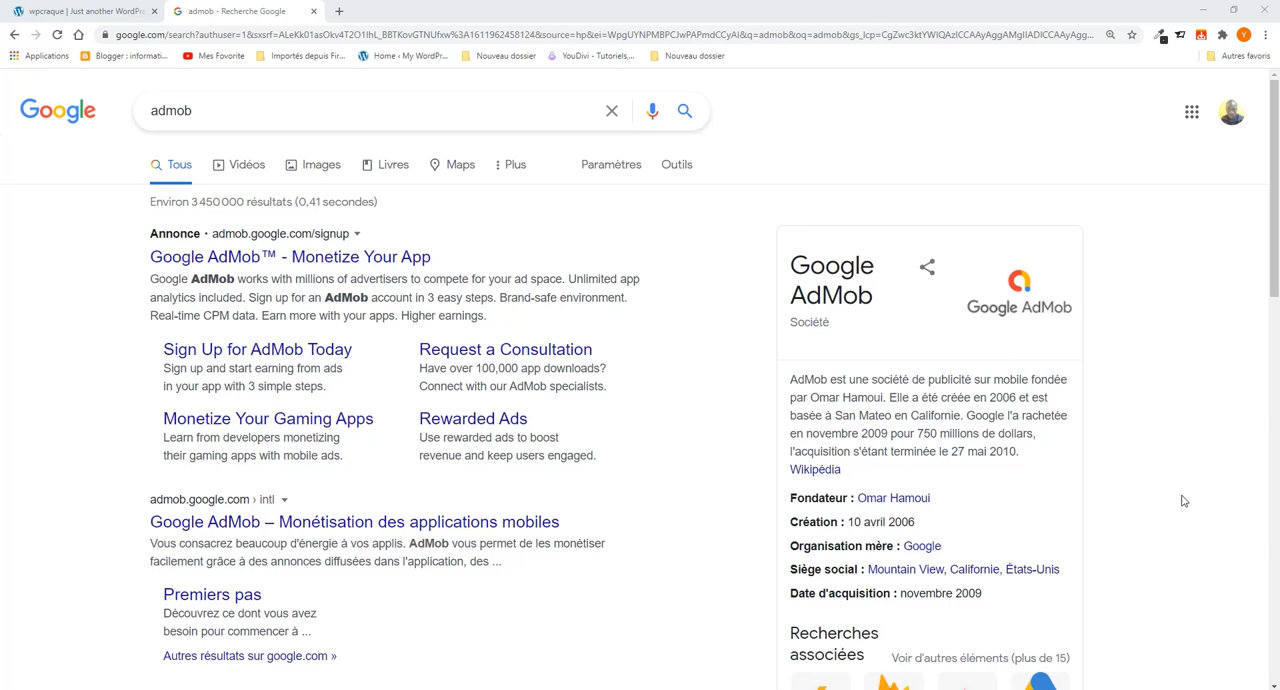 wpcraque | Just another WordPr
admob - Recherche Google
google.com/search?authuser=1&sxsrf=ALeKk01asOkv4T2O1IhL_BBTKovGTNUfxw%3A1611962458124&source=hp&ei=WpgUYNPMBPCJwPAPmdCCyAI&q=admob&oq=admob&gs_lcp=CgZwc3ktYWIQAzICCAAyAggAMgIIADICCAAyAgg...
Applications
Blogger : informati...
Mes Favorite
Importés depuis Fir...
Home ‹ My WordPr...
Nouveau dossier
YouDivi - Tutoriels,...
Nouveau dossier
Autres favoris
Google
admob
Tous
Vidéos
Images
Livres
Maps
Plus
Paramètres
Outils
Environ 3 450 000 résultats (0,41 secondes)
Annonce · admob.google.com/signup
Google AdMob™ - Monetize Your App
Google AdMob works with millions of advertisers to compete for your ad space. Unlimited app
analytics included. Sign up for an AdMob account in 3 easy steps. Brand-safe environment.
Real-time CPM data. Earn more with your apps. Higher earnings.
Sign Up for AdMob Today
Sign up and start earning from ads
in your app with 3 simple steps.
Request a Consultation
Have over 100,000 app downloads?
Connect with our AdMob specialists.
Monetize Your Gaming Apps
Learn from developers monetizing
their gaming apps with mobile ads.
Rewarded Ads
Use rewarded ads to boost
revenue and keep users engaged.
admob.google.com › intl
Google AdMob – Monétisation des applications mobiles
Vous consacrez beaucoup d'énergie à vos applis. AdMob vous permet de les monétiser
facilement grâce à des annonces diffusées dans l'application, des ...
Premiers pas
Découvrez ce dont vous avez
besoin pour commencer à ...
Autres résultats sur google.com »
Google
AdMob
Société
Google AdMob
AdMob est une société de publicité sur mobile fondée
par Omar Hamoui. Elle a été créée en 2006 et est
basée à San Mateo en Californie. Google l'a rachetée
en novembre 2009 pour 750 millions de dollars,
l'acquisition s'étant terminée le 27 mai 2010.
Wikipédia
Fondateur : Omar Hamoui
Création : 10 avril 2006
Organisation mère : Google
Siège social : Mountain View, Californie, États-Unis
Date d'acquisition : novembre 2009
Recherches
associées
Voir d'autres éléments (plus de 15)